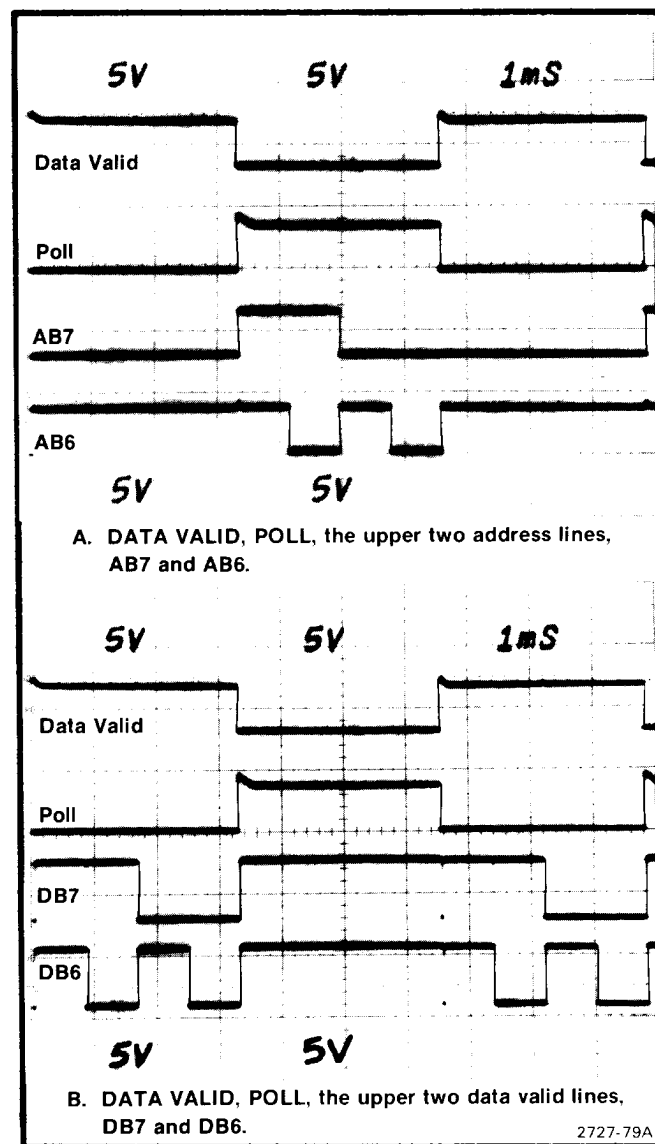 5V 5V 1mS
Data Valid
Poll
AB7
AB6
5V 5V
A. DATA VALID, POLL, the upper two address lines,
AB7 and AB6.
5V 5V 1mS
Data Valid
Poll
DB7
DB6
5V 5V
B. DATA VALID, POLL, the upper two data valid lines,
DB7 and DB6.
2727-79A